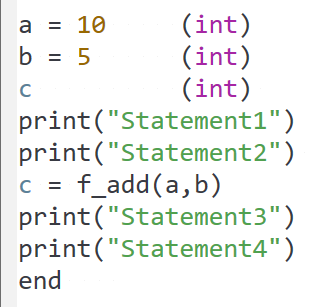 a = 10     (int)
b = 5      (int)
c          (int)
print("Statement1")
print("Statement2")
c = f_add(a,b)
print("Statement3")
print("Statement4")
end